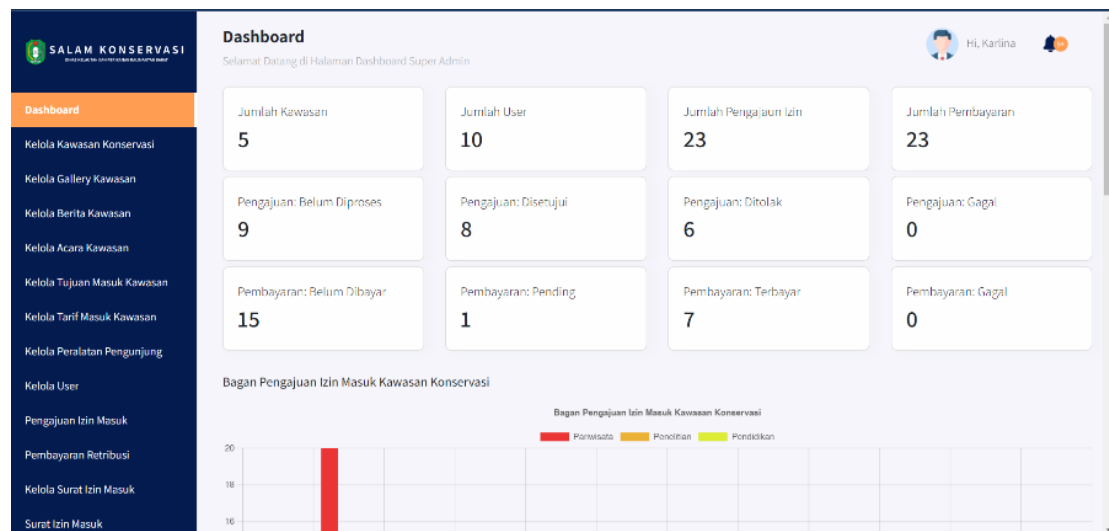 SALAM KONSERVASI
Dashboard
Kelola Kawasan Konservasi
Kelola Gallery Kawasan
Kelola Berita Kawasan
Kelola Acara Kawasan
Kelola Tujuan Masuk Kawasan
Kelola Tarif Masuk Kawasan
Kelola Peralatan Pengunjung
Kelola User
Pengajuan Izin Masuk
Pembayaran Retribusi
Kelola Surat Izin Masuk
Surat Izin Masuk
Dashboard
Selamat Datang di Halaman Dashboard Super Admin
Hi, Karlina
Jumlah Kawasan
5
Jumlah User
10
Jumlah Pengajaun Izin
23
Jumlah Pembayaran
23
Pengajuan: Belum Diproses
9
Pengajuan: Disetujui
8
Pengajuan: Ditolak
6
Pengajuan: Gagal
0
Pembayaran: Belum Dibayar
15
Pembayaran: Pending
1
Pembayaran: Terbayar
7
Pembayaran: Gagal
0
Bagan Pengajuan Izin Masuk Kawasan Konservasi
Bagan Pengajuan Izin Masuk Kawasan Konservasi
Pariwisata Penelitian Pendidikan
20
18
16